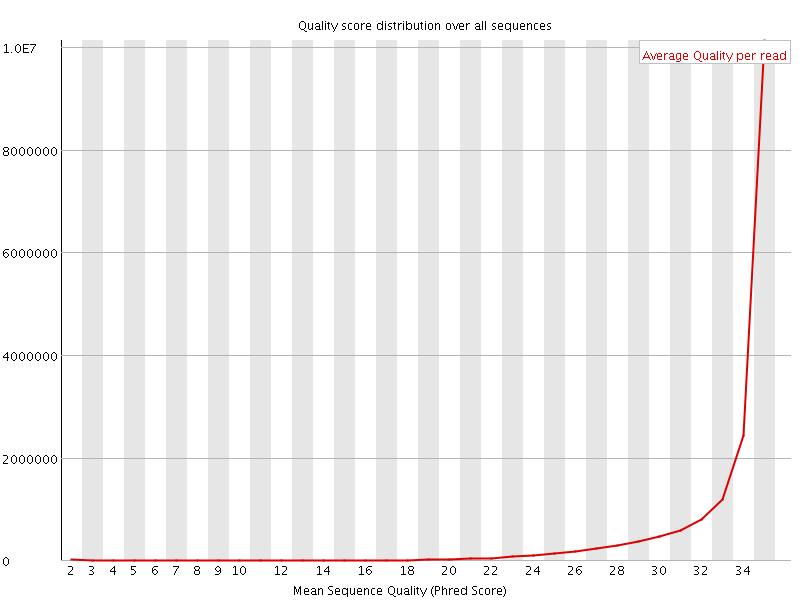 Quality score distribution over all sequences
Average Quality per read
1.0E7
8000000
6000000
4000000
2000000
0
2 3 4 5 6 7 8 9 10 12 14 16 18 20 22 24 26 28 30 32 34
Mean Sequence Quality (Phred Score)